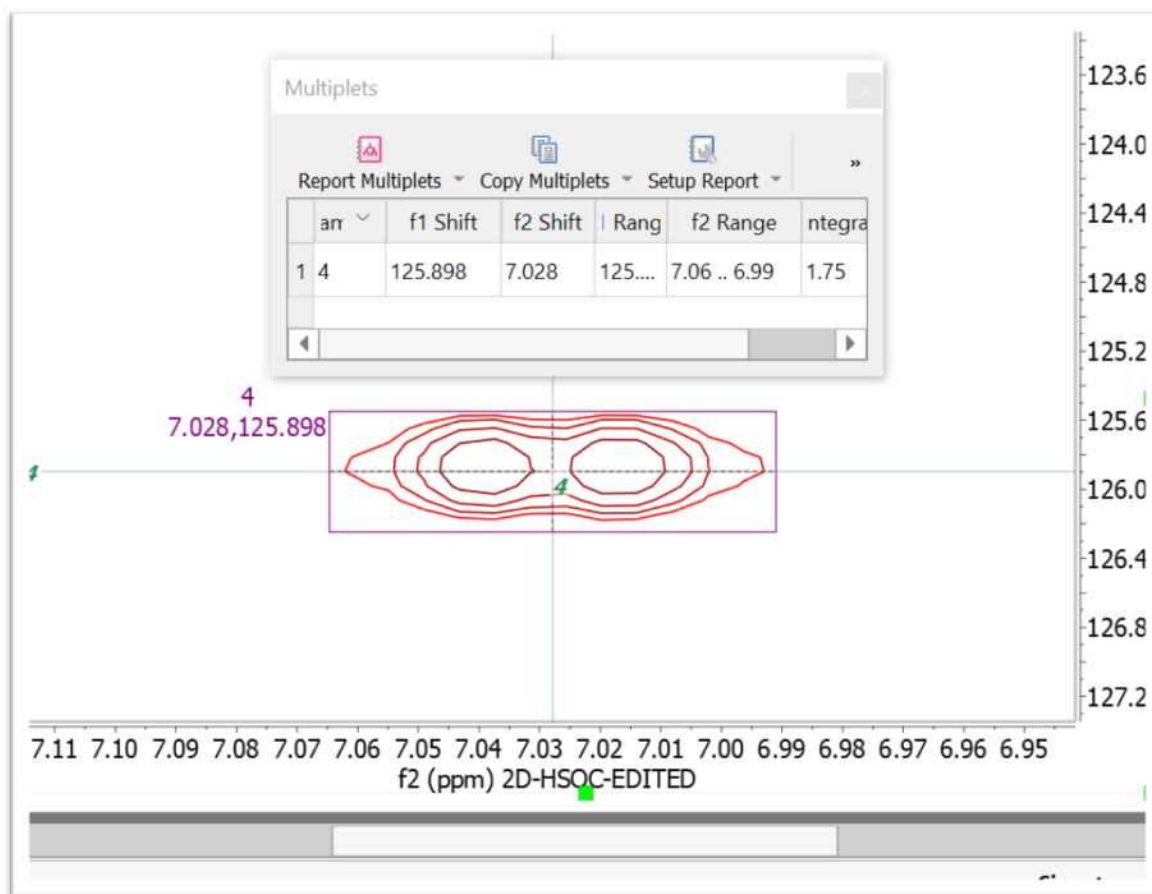 Multiplets
Report Multiplets Copy Multiplets Setup Report »
an f1 Shift f2 Shift Rang f2 Range ntegra
1 4 125.898 7.028 125.... 7.06 .. 6.99 1.75
123.6
124.0
124.4
124.8
125.2
125.6
126.0
126.4
126.8
127.2
4
7.028,125.898
4
4
7.11 7.10 7.09 7.08 7.07 7.06 7.05 7.04 7.03 7.02 7.01 7.00 6.99 6.98 6.97 6.96 6.95
f2 (ppm) 2D-HSQC-EDITED